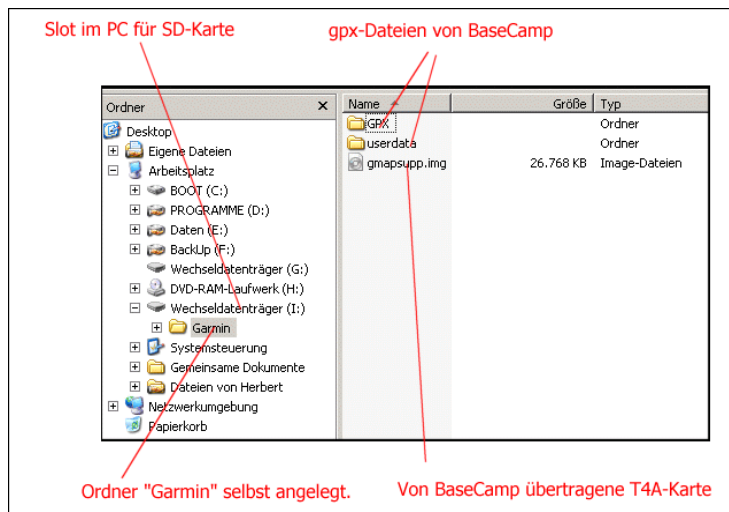 Slot im PC für SD-Karte
gpx-Dateien von BaseCamp
Ordner x
Name Größe Typ
Desktop
Eigene Dateien
Arbeitsplatz
BOOT (C:)
PROGRAMME (D:)
Daten (E:)
BackUp (F:)
Wechseldatenträger (G:)
DVD-RAM-Laufwerk (H:)
Wechseldatenträger (I:)
Garmin
Systemsteuerung
Gemeinsame Dokumente
Dateien von Herbert
Netzwerkumgebung
Papierkorb
GPX Ordner
userdata Ordner
gmapsupp.img 26.768 KB Image-Dateien
Ordner "Garmin" selbst angelegt.
Von BaseCamp übertragene T4A-Karte